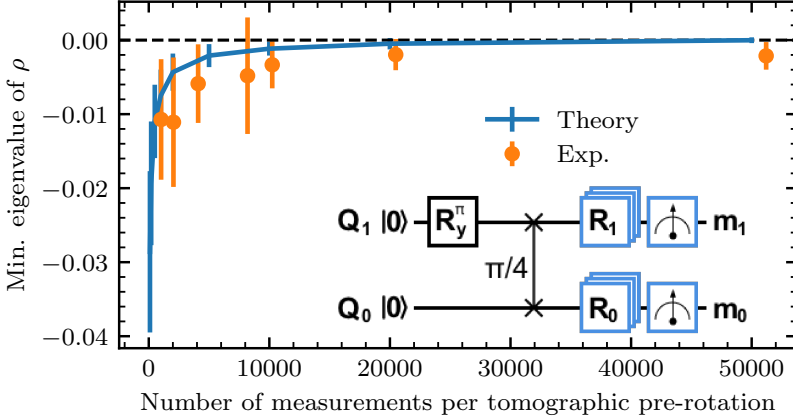 0.00
−0.01
−0.02
−0.03
−0.04
Min. eigenvalue of ρ
Theory
Exp.
Q₁ |0⟩ R_y^π R₁ m₁
π/4
Q₀ |0⟩ R₀ m₀
0 10000 20000 30000 40000 50000
Number of measurements per tomographic pre-rotation